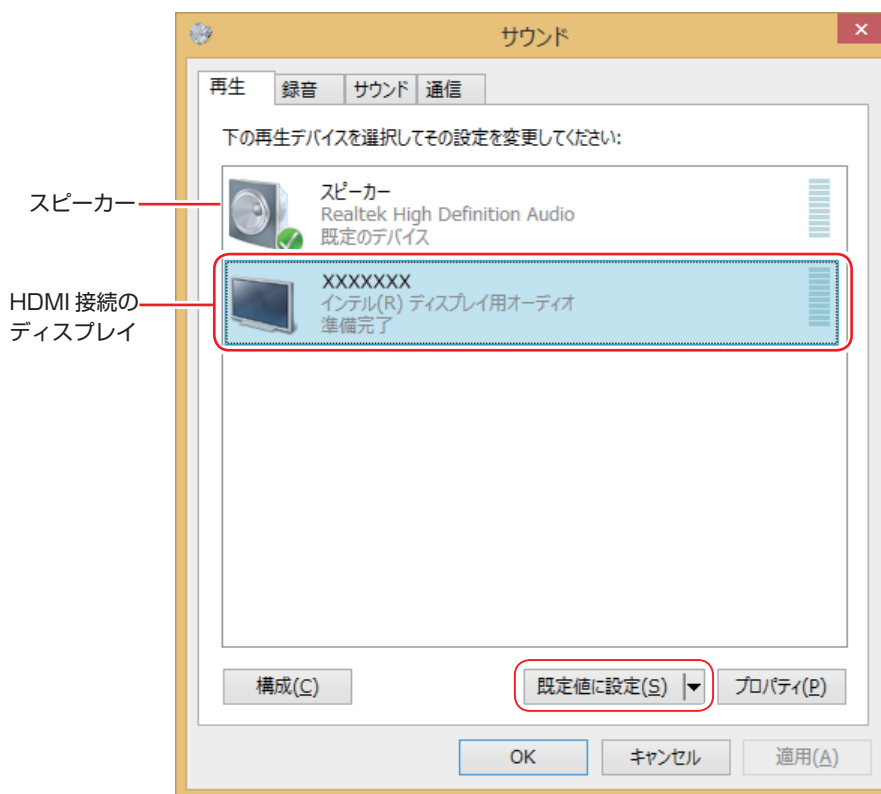 サウンド
再生
録音
サウンド
通信
下の再生デバイスを選択してその設定を変更してください:
スピーカー
スピーカー
Realtek High Definition Audio
既定のデバイス
HDMI 接続の
ディスプレイ
XXXXXXX
インテル(R) ディスプレイ用オーディオ
準備完了
構成(C)
既定値に設定(S)
プロパティ(P)
OK
キャンセル
適用(A)